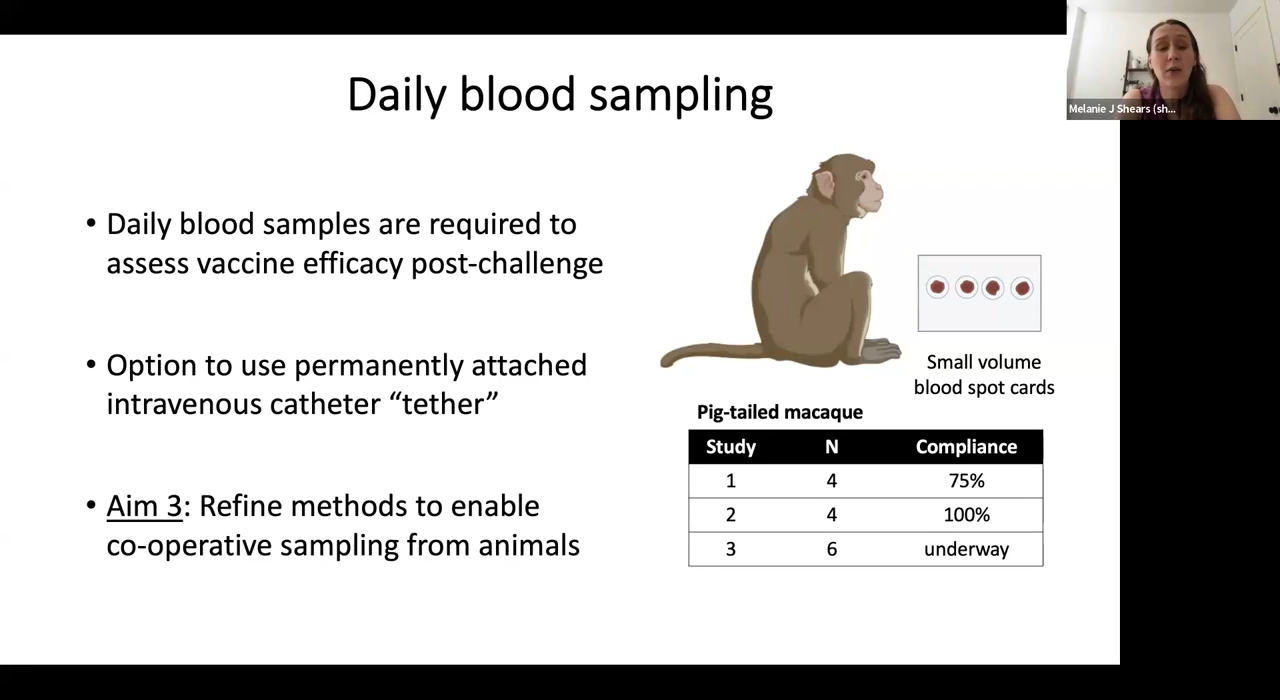 Daily blood sampling
• Daily blood samples are required to
assess vaccine efficacy post-challenge
• Option to use permanently attached
intravenous catheter “tether”
• Aim 3: Refine methods to enable
co-operative sampling from animals
Small volume
blood spot cards
Pig-tailed macaque
Study N Compliance
1 4 75%
2 4 100%
3 6 underway
Melanie J Shears (sh...